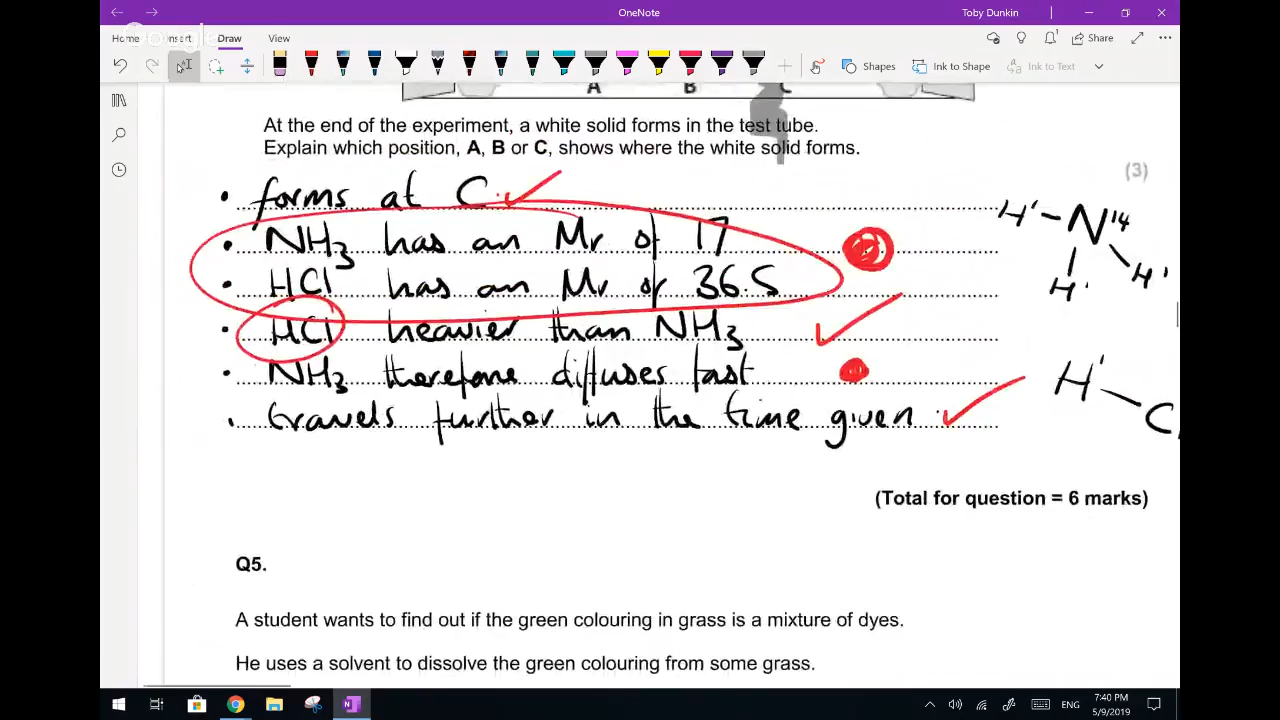 OneNote
Toby Dunkin
Home Insert Draw View
Share
Shapes Ink to Shape Ink to Text
A B C
At the end of the experiment, a white solid forms in the test tube.
Explain which position, A, B or C, shows where the white solid forms.
(3)
• forms at C.
• NH3 has an Mr of 17
• HCl has an Mr of 36.5
• HCl heavier than NH3
• NH3 therefore diffuses fast
• travels further in the time given.
H1 N14
H1 H1
H1
(Total for question = 6 marks)
Q5.
A student wants to find out if the green colouring in grass is a mixture of dyes.
He uses a solvent to dissolve the green colouring from some grass.
ENG
7:40 PM
5/9/2019